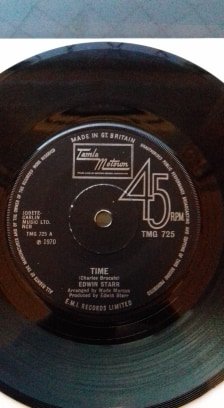 MADE IN GT. BRITAIN
Tamla
Motown
45
RPM
JOBETE-
CARLIN
MUSIC LTD.
NCB
TMG 725 A
℗ 1970
TMG 725
TIME
(Charles Brocato)
EDWIN STARR
Arranged by Wade Marcus
Produced by Edwin Starr
E.M.I. RECORDS LIMITED